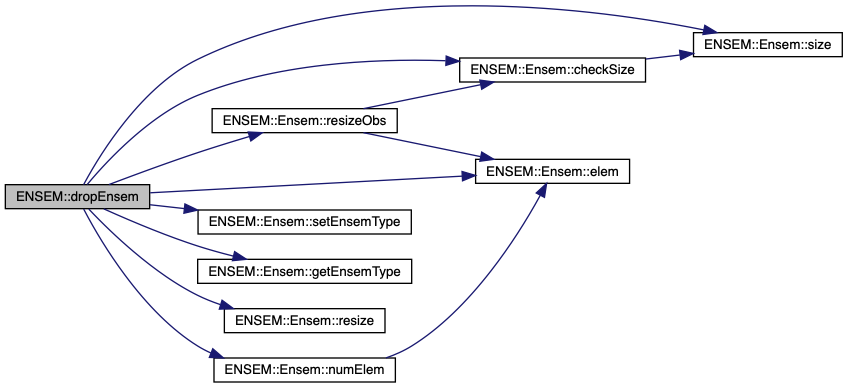 ENSEM::dropEnsem
ENSEM::Ensem::size
ENSEM::Ensem::checkSize
ENSEM::Ensem::resizeObs
ENSEM::Ensem::elem
ENSEM::Ensem::setEnsemType
ENSEM::Ensem::getEnsemType
ENSEM::Ensem::resize
ENSEM::Ensem::numElem